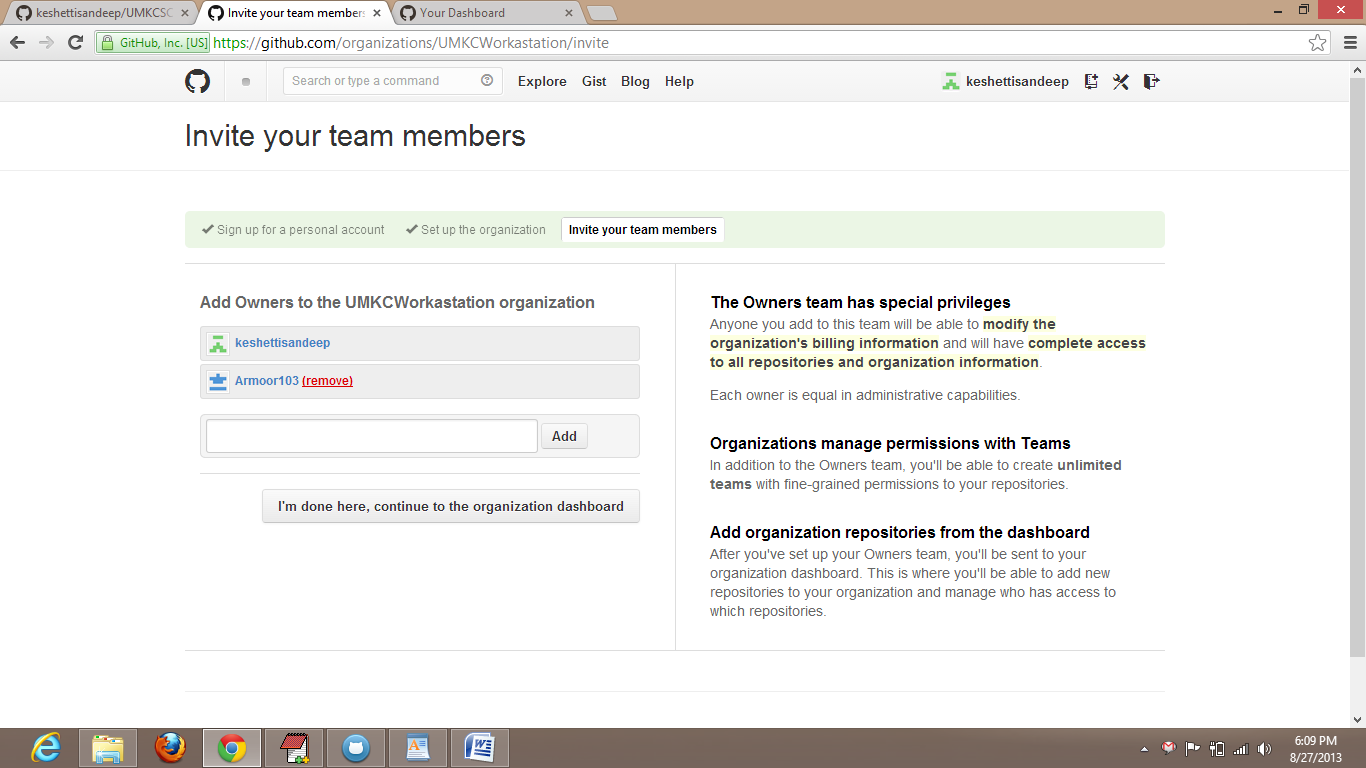 keshettisandeep/UMKCSC
Invite your team members
Your Dashboard
GitHub, Inc. [US] https://github.com/organizations/UMKCWorkastation/invite
Search or type a command
Explore Gist Blog Help
keshettisandeep
Invite your team members
Sign up for a personal account
Set up the organization
Invite your team members
Add Owners to the UMKCWorkastation organization
keshettisandeep
Armoor103 (remove)
Add
I'm done here, continue to the organization dashboard
The Owners team has special privileges
Anyone you add to this team will be able to modify the
organization's billing information and will have complete access
to all repositories and organization information.
Each owner is equal in administrative capabilities.
Organizations manage permissions with Teams
In addition to the Owners team, you'll be able to create unlimited
teams with fine-grained permissions to your repositories.
Add organization repositories from the dashboard
After you've set up your Owners team, you'll be sent to your
organization dashboard. This is where you'll be able to add new
repositories to your organization and manage who has access to
which repositories.
6:09 PM
8/27/2013